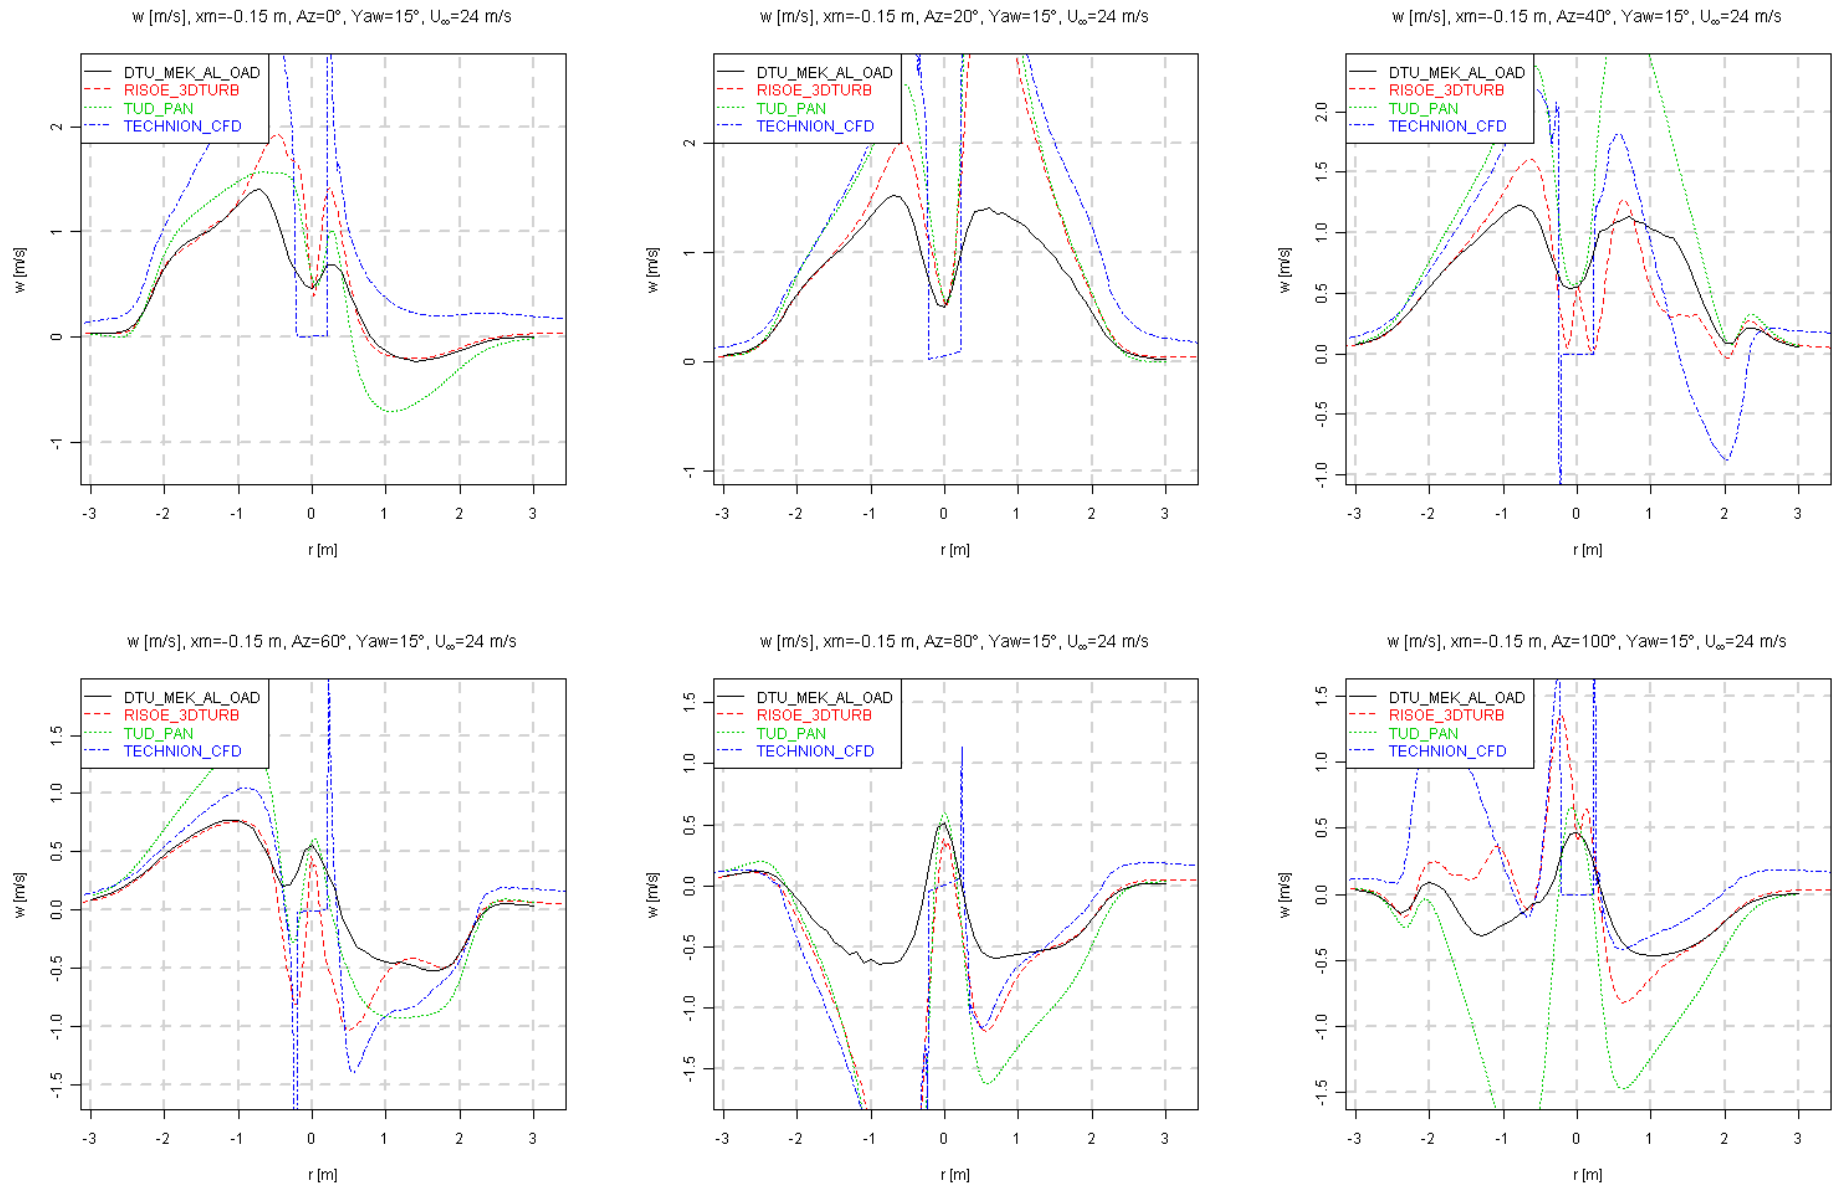 w [m/s], xm=-0.15 m, Az=0°, Yaw=15°, U∞=24 m/s
DTU_MEK_AL_OAD
RISOE_3DTURB
TUD_PAN
TECHNION_CFD
w [m/s]
2
1
0
-1
-3 -2 -1 0 1 2 3
r [m]
w [m/s], xm=-0.15 m, Az=20°, Yaw=15°, U∞=24 m/s
DTU_MEK_AL_OAD
RISOE_3DTURB
TUD_PAN
TECHNION_CFD
w [m/s]
2
1
0
-1
-3 -2 -1 0 1 2 3
r [m]
w [m/s], xm=-0.15 m, Az=40°, Yaw=15°, U∞=24 m/s
DTU_MEK_AL_OAD
RISOE_3DTURB
TUD_PAN
TECHNION_CFD
w [m/s]
2.0
1.5
1.0
0.5
0.0
-0.5
-1.0
-3 -2 -1 0 1 2 3
r [m]
w [m/s], xm=-0.15 m, Az=60°, Yaw=15°, U∞=24 m/s
DTU_MEK_AL_OAD
RISOE_3DTURB
TUD_PAN
TECHNION_CFD
w [m/s]
1.5
1.0
0.5
0.0
-0.5
-1.0
-1.5
-3 -2 -1 0 1 2 3
r [m]
w [m/s], xm=-0.15 m, Az=80°, Yaw=15°, U∞=24 m/s
DTU_MEK_AL_OAD
RISOE_3DTURB
TUD_PAN
TECHNION_CFD
w [m/s]
1.5
1.0
0.5
0.0
-0.5
-1.0
-1.5
-3 -2 -1 0 1 2 3
r [m]
w [m/s], xm=-0.15 m, Az=100°, Yaw=15°, U∞=24 m/s
DTU_MEK_AL_OAD
RISOE_3DTURB
TUD_PAN
TECHNION_CFD
w [m/s]
1.5
1.0
0.5
0.0
-0.5
-1.0
-1.5
-3 -2 -1 0 1 2 3
r [m]